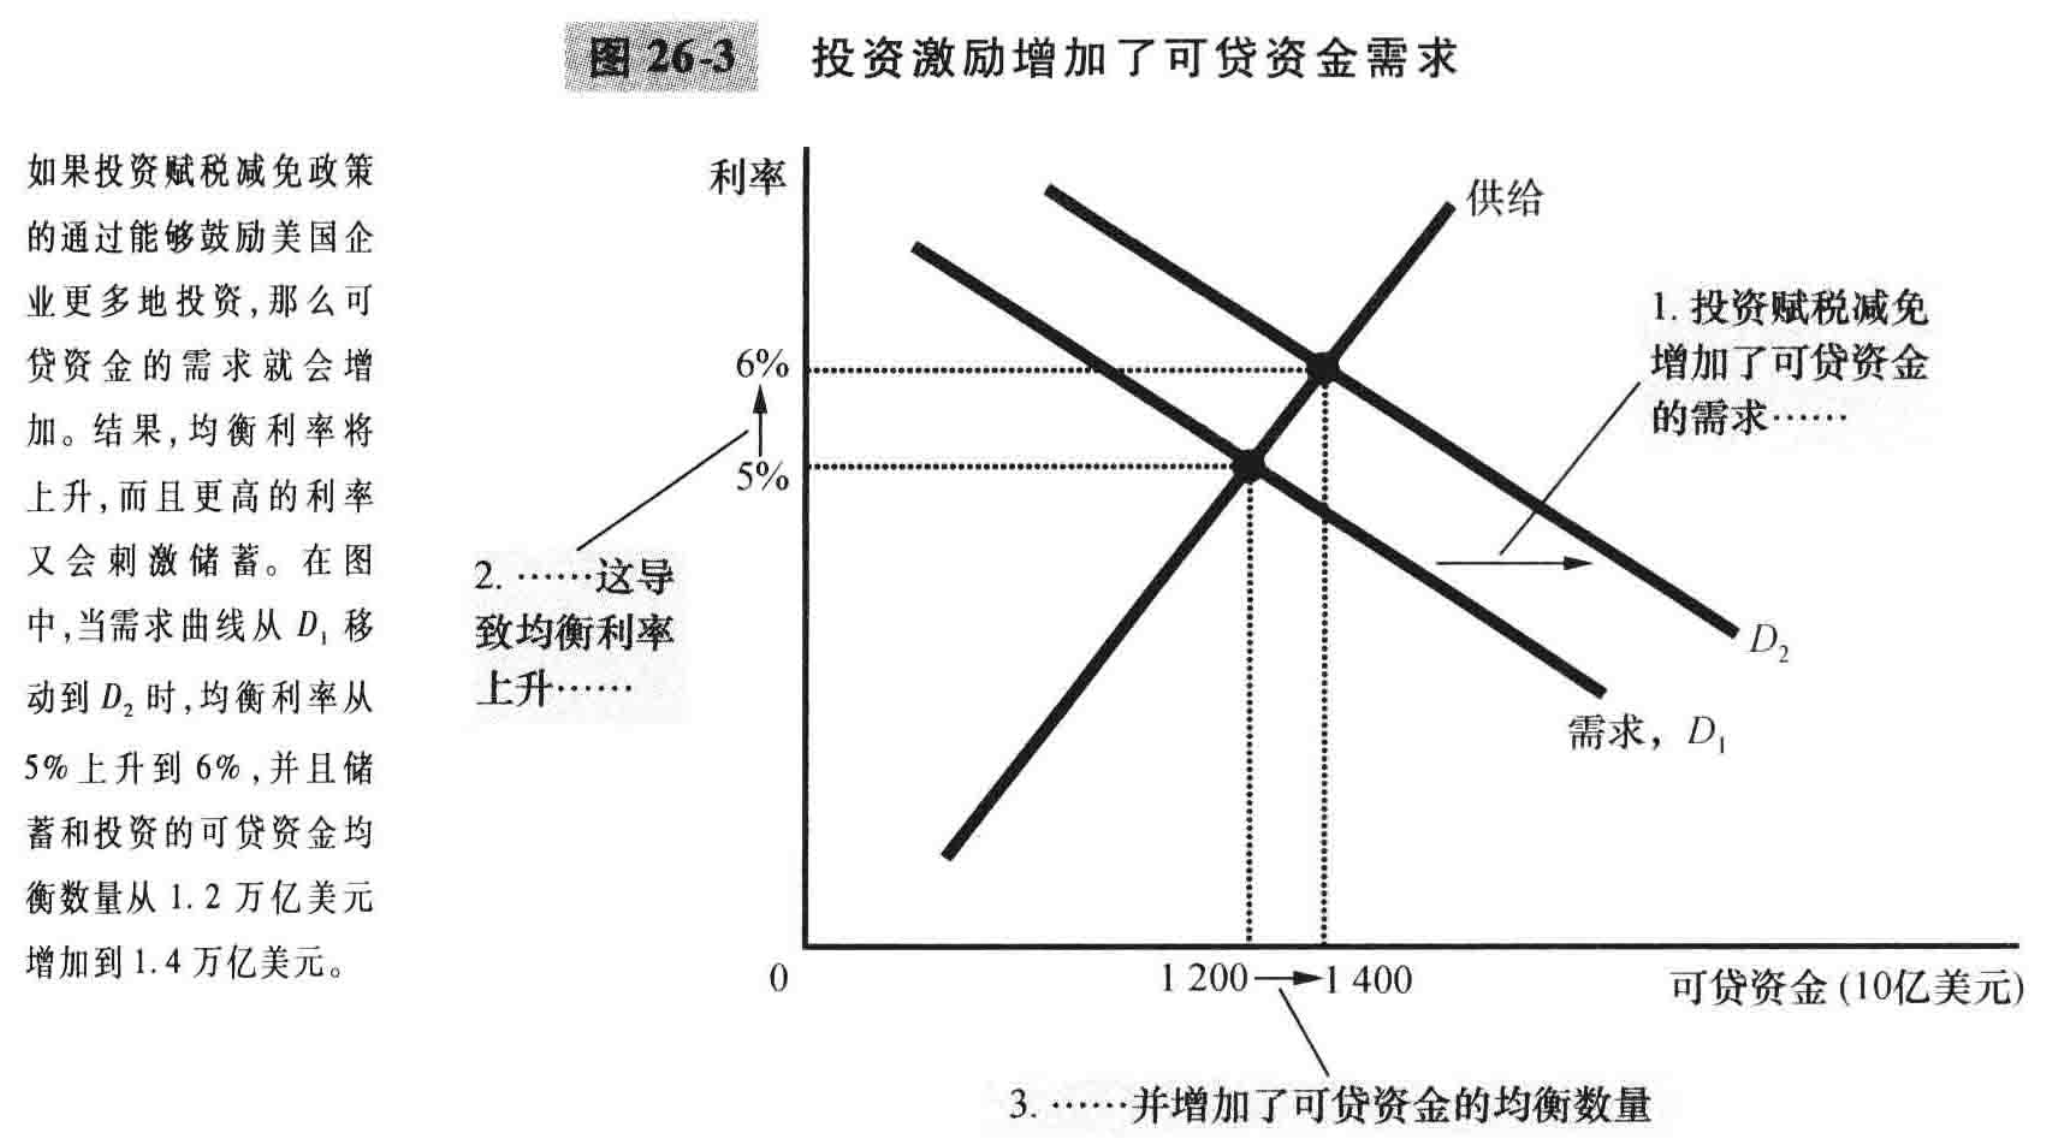 图 26-3 投资激励增加了可贷资金需求
如果投资赋税减免政策
的通过能够鼓励美国企
业更多地投资,那么可
贷资金的需求就会增
加。结果,均衡利率将
上升,而且更高的利率
又会刺激储蓄。在图
中,当需求曲线从 D₁ 移
动到 D₂ 时,均衡利率从
5% 上升到 6%,并且储
蓄和投资的可贷资金均
衡数量从 1.2 万亿美元
增加到 1.4 万亿美元。
利率
供给
1. 投资赋税减免
增加了可贷资金
的需求……
6%
5%
2. ……这导
致均衡利率
上升……
D₂
需求, D₁
0
1 200
1 400
可贷资金 (10亿美元)
3. ……并增加了可贷资金的均衡数量